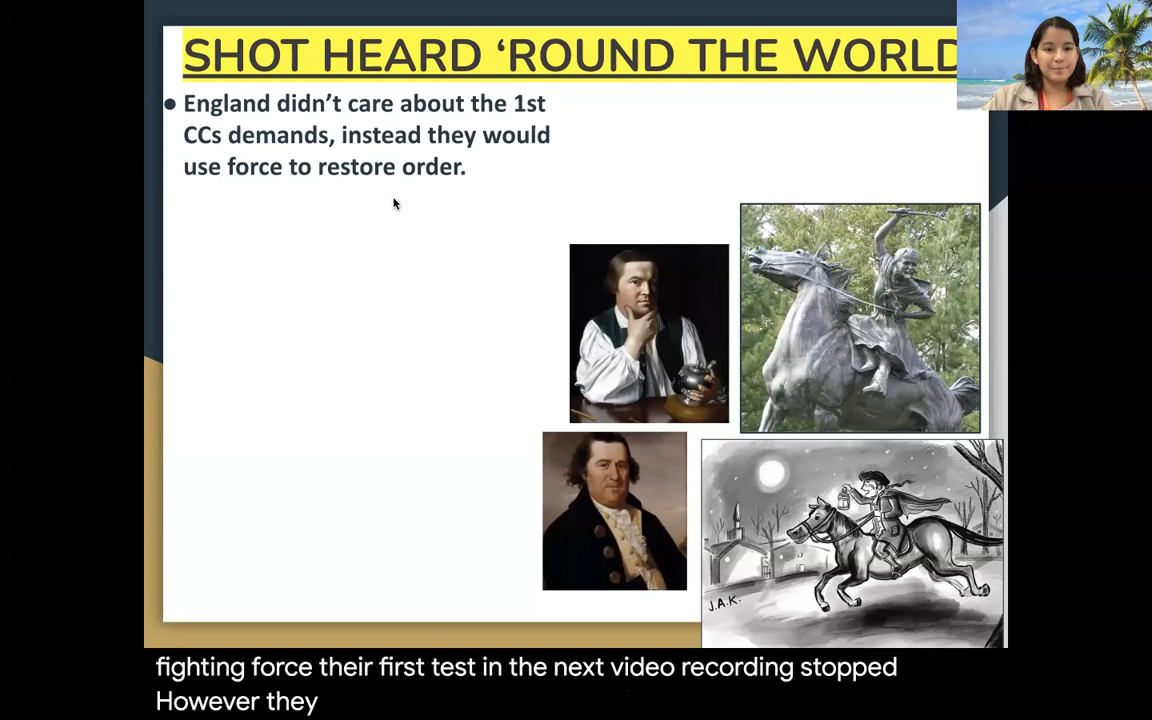 SHOT HEARD ‘ROUND THE WORLD
● England didn’t care about the 1st
CCs demands, instead they would
use force to restore order.
J.A.K.
fighting force their first test in the next video recording stopped
However they